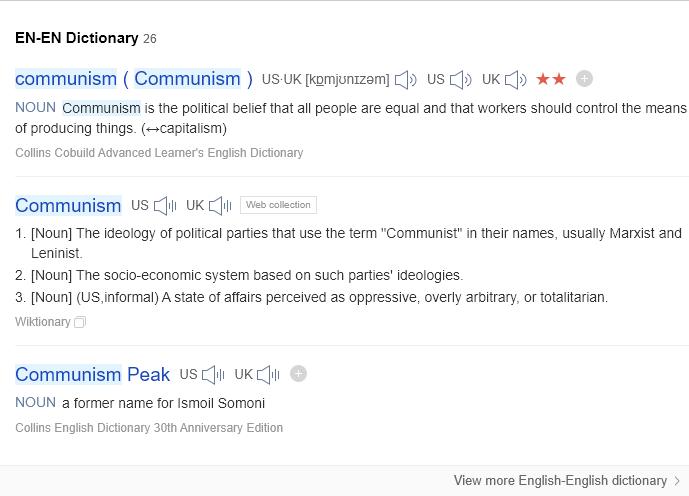 EN-EN Dictionary 26
communism ( Communism ) US·UK [kɒmjʊnɪzəm] US UK ★★
NOUN Communism is the political belief that all people are equal and that workers should control the means
of producing things. (↔capitalism)
Collins Cobuild Advanced Learner's English Dictionary
Communism US UK Web collection
1. [Noun] The ideology of political parties that use the term "Communist" in their names, usually Marxist and
Leninist.
2. [Noun] The socio-economic system based on such parties' ideologies.
3. [Noun] (US,informal) A state of affairs perceived as oppressive, overly arbitrary, or totalitarian.
Wiktionary
Communism Peak US UK
NOUN a former name for Ismoil Somoni
Collins English Dictionary 30th Anniversary Edition
View more English-English dictionary >